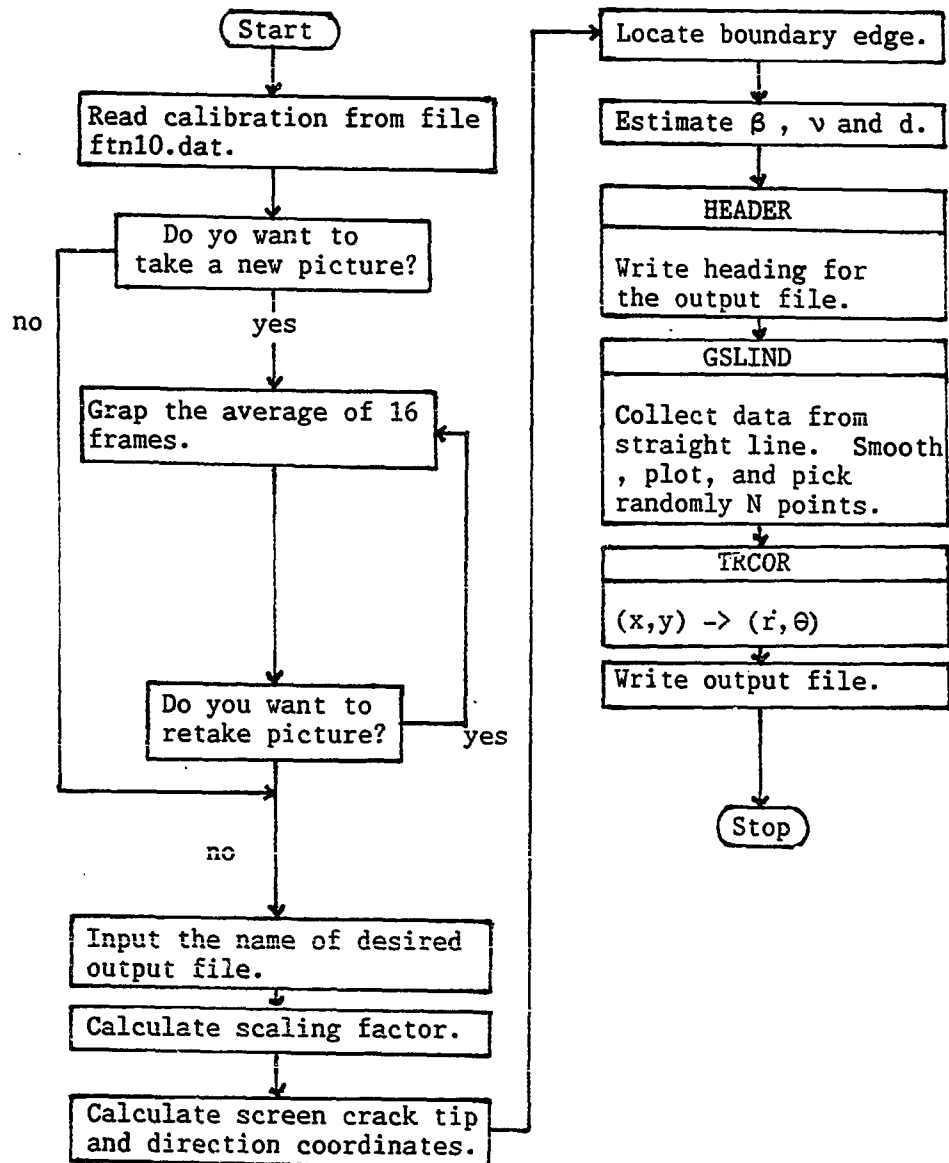 Start
Read calibration from file
ftn10.dat.
Do yo want to
take a new picture?
no
yes
Grap the average of 16
frames.
Do you want to
retake picture?
yes
no
Input the name of desired
output file.
Calculate scaling factor.
Calculate screen crack tip
and direction coordinates.
Locate boundary edge.
Estimate β , ν and d.
HEADER
Write heading for
the output file.
GSLIND
Collect data from
straight line. Smooth
, plot, and pick
randomly N points.
TRCOR
(x,y) -> (r,θ)
Write output file.
Stop